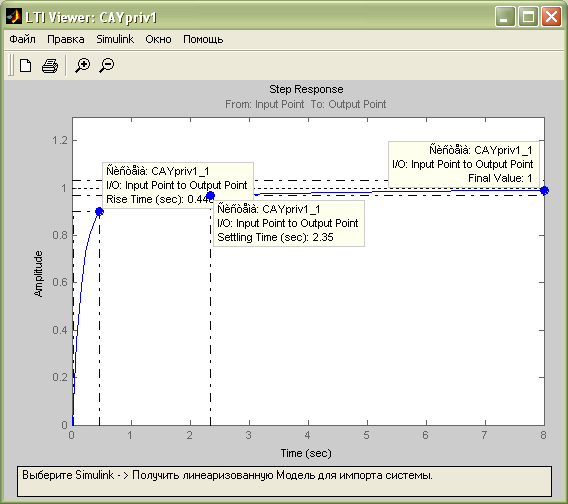 LTI Viewer: CAYpriv1
Файл Правка Simulink Окно Помощь
Step Response
From: Input Point To: Output Point
Ñèñòåìà: CAYpriv1_1
I/O: Input Point to Output Point
Rise Time (sec): 0.44
Ñèñòåìà: CAYpriv1_1
I/O: Input Point to Output Point
Settling Time (sec): 2.35
Ñèñòåìà: CAYpriv1_1
I/O: Input Point to Output Point
Final Value: 1
Amplitude
1.2
1
0.8
0.6
0.4
0.2
0
0 1 2 3 4 5 6 7 8
Time (sec)
Выберите Simulink -> Получить линеаризованную Модель для импорта системы.